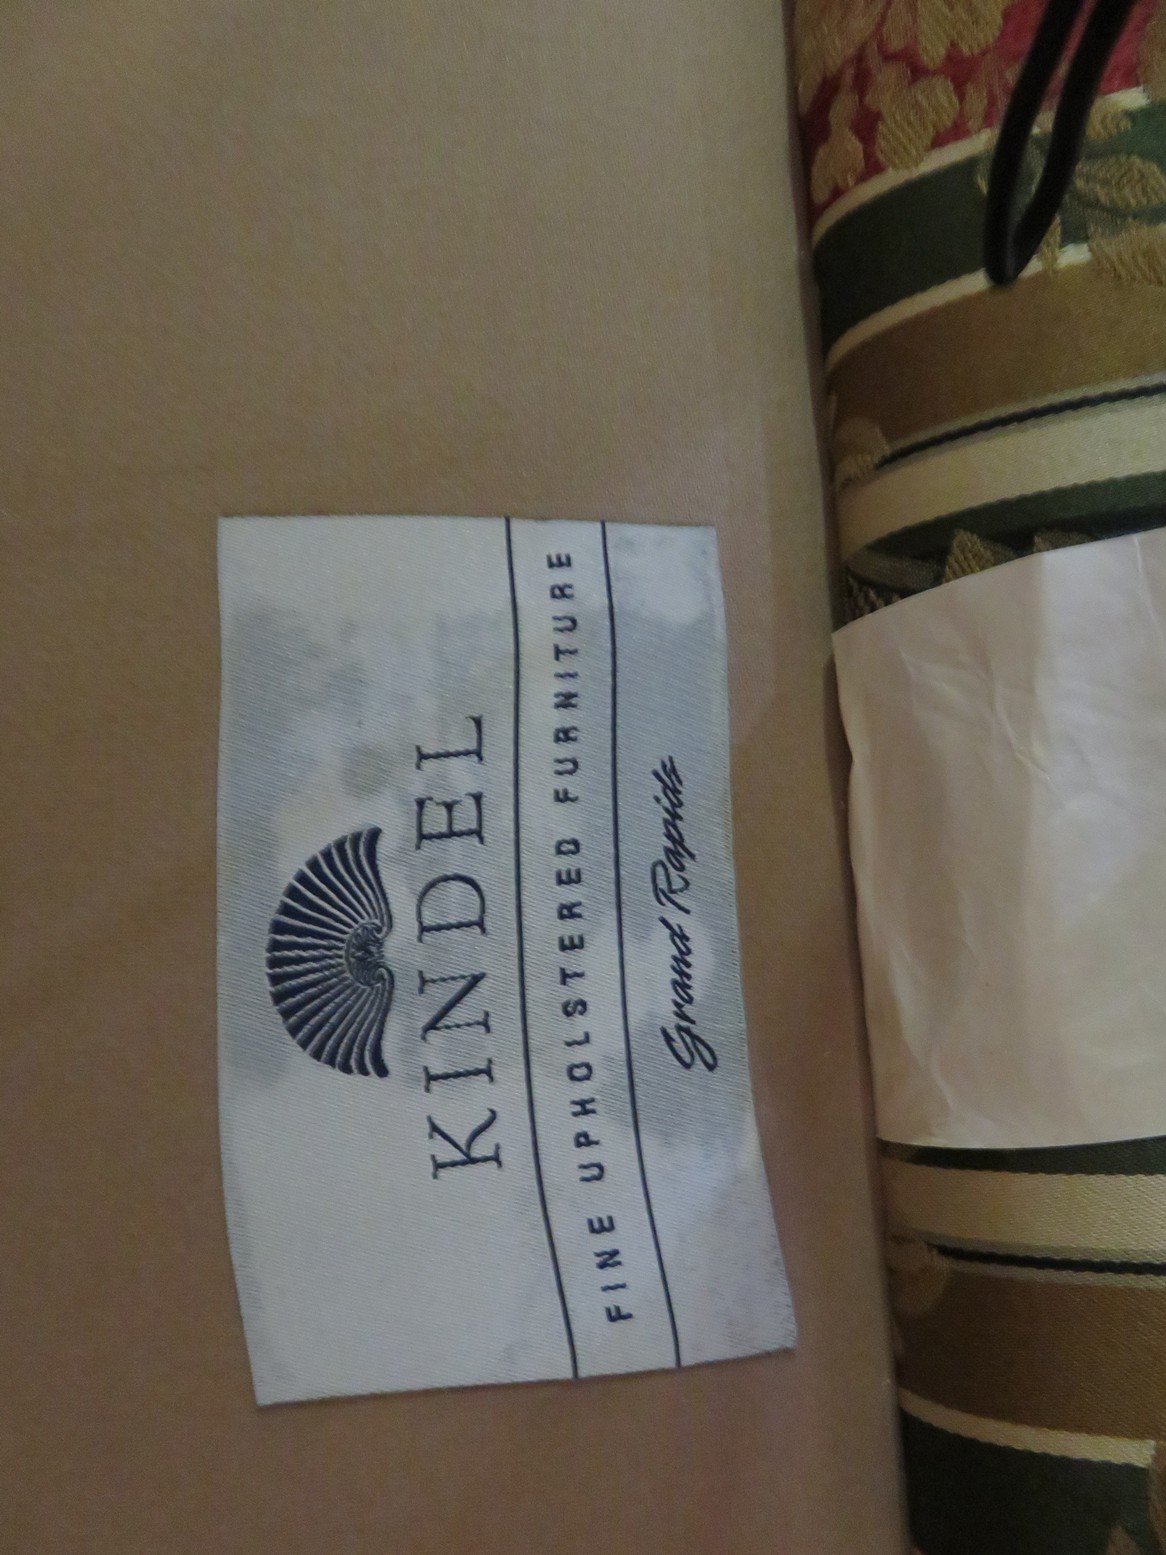 KINDEL
FINE UPHOLSTERED FURNITURE
Grand Rapids